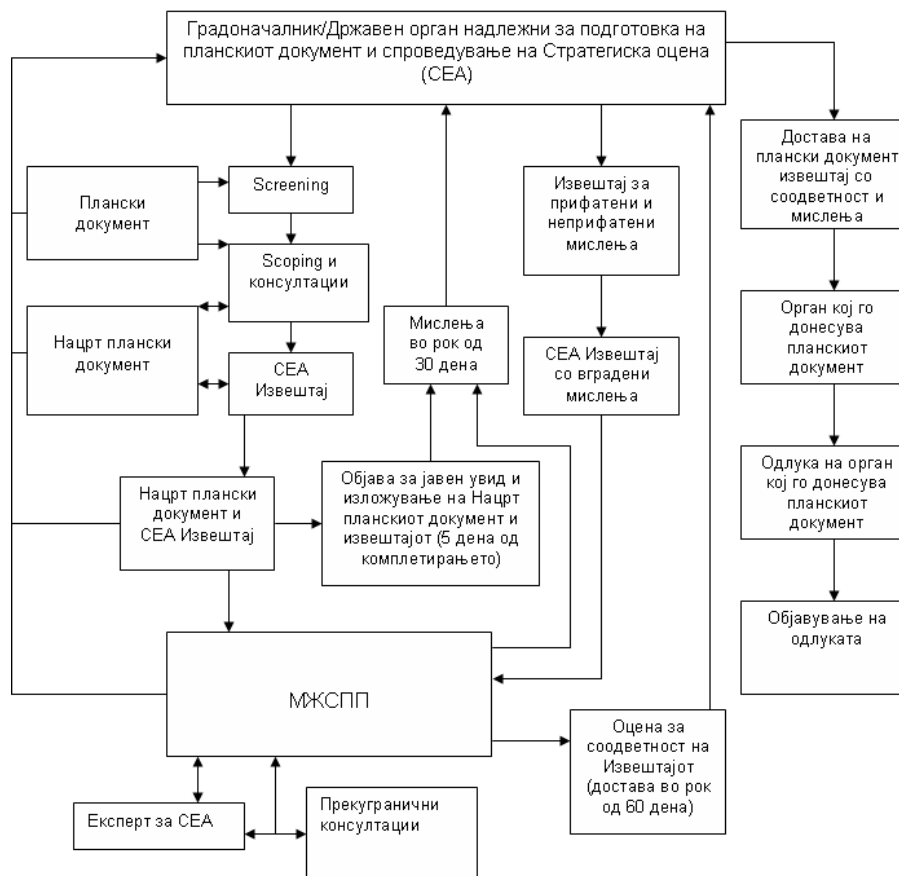 Градоначалник/Државен орган надлежни за подготовка на
планскиот документ и спроведување на Стратегиска оцена
(СЕА)
Screening
Плански
документ
Scoping и
консултации
Нацрт плански
документ
СЕА
Извештај
Нацрт плански
документ и
СЕА Извештај
Мислења
во рок од
30 дена
Објава за јавен увид и
изложување на Нацрт
планскиот документ и
извештајот (5 дена од
комплетирањето)
Извештај за
прифатени и
неприфатени
мислења
СЕА Извештај
со вградени
мислења
МЖСПП
Експерт за СЕА
Прекугранични
консултации
Оцена за
соодветност на
Извештајот
(достава во рок
од 60 дена)
Достава на
плански документ
извештај со
соодветност и
мислења
Орган кој го
донесува
планскиот
документ
Одлука на орган
кој го донесува
планскиот
документ
Објавување на
одлуката